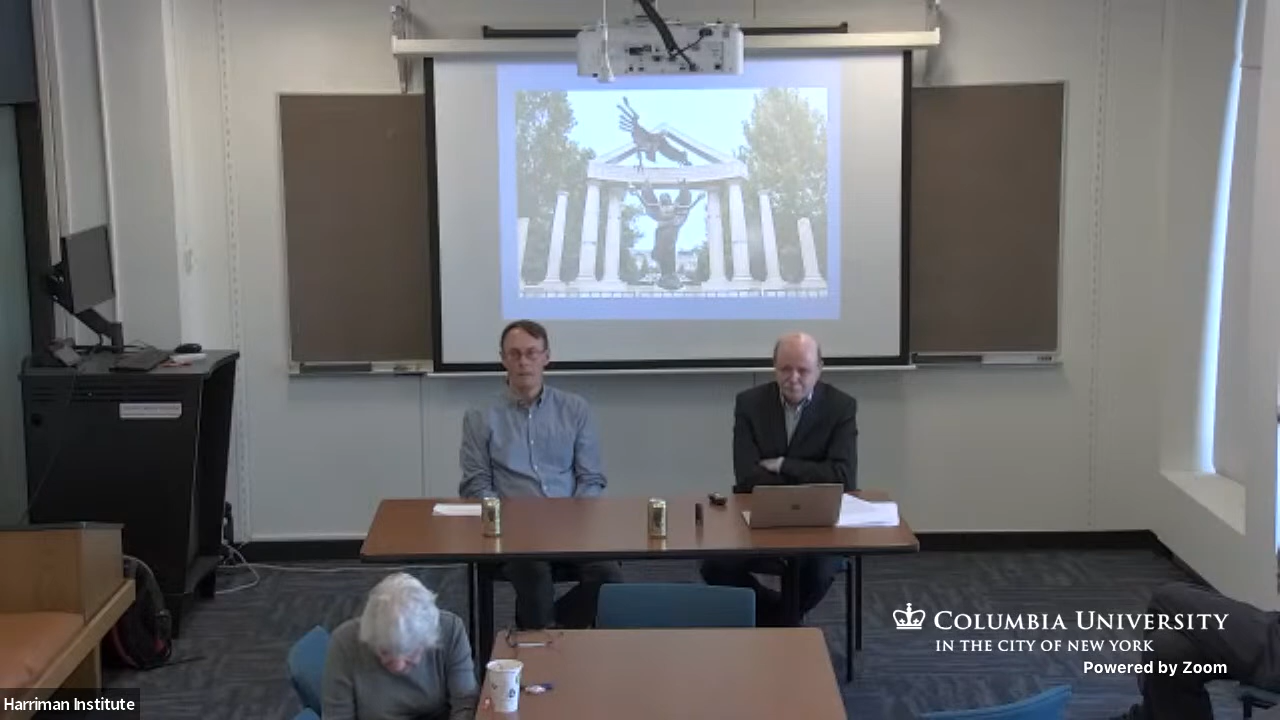 COLUMBIA UNIVERSITY
IN THE CITY OF NEW YORK
Powered by Zoom
Harriman Institute